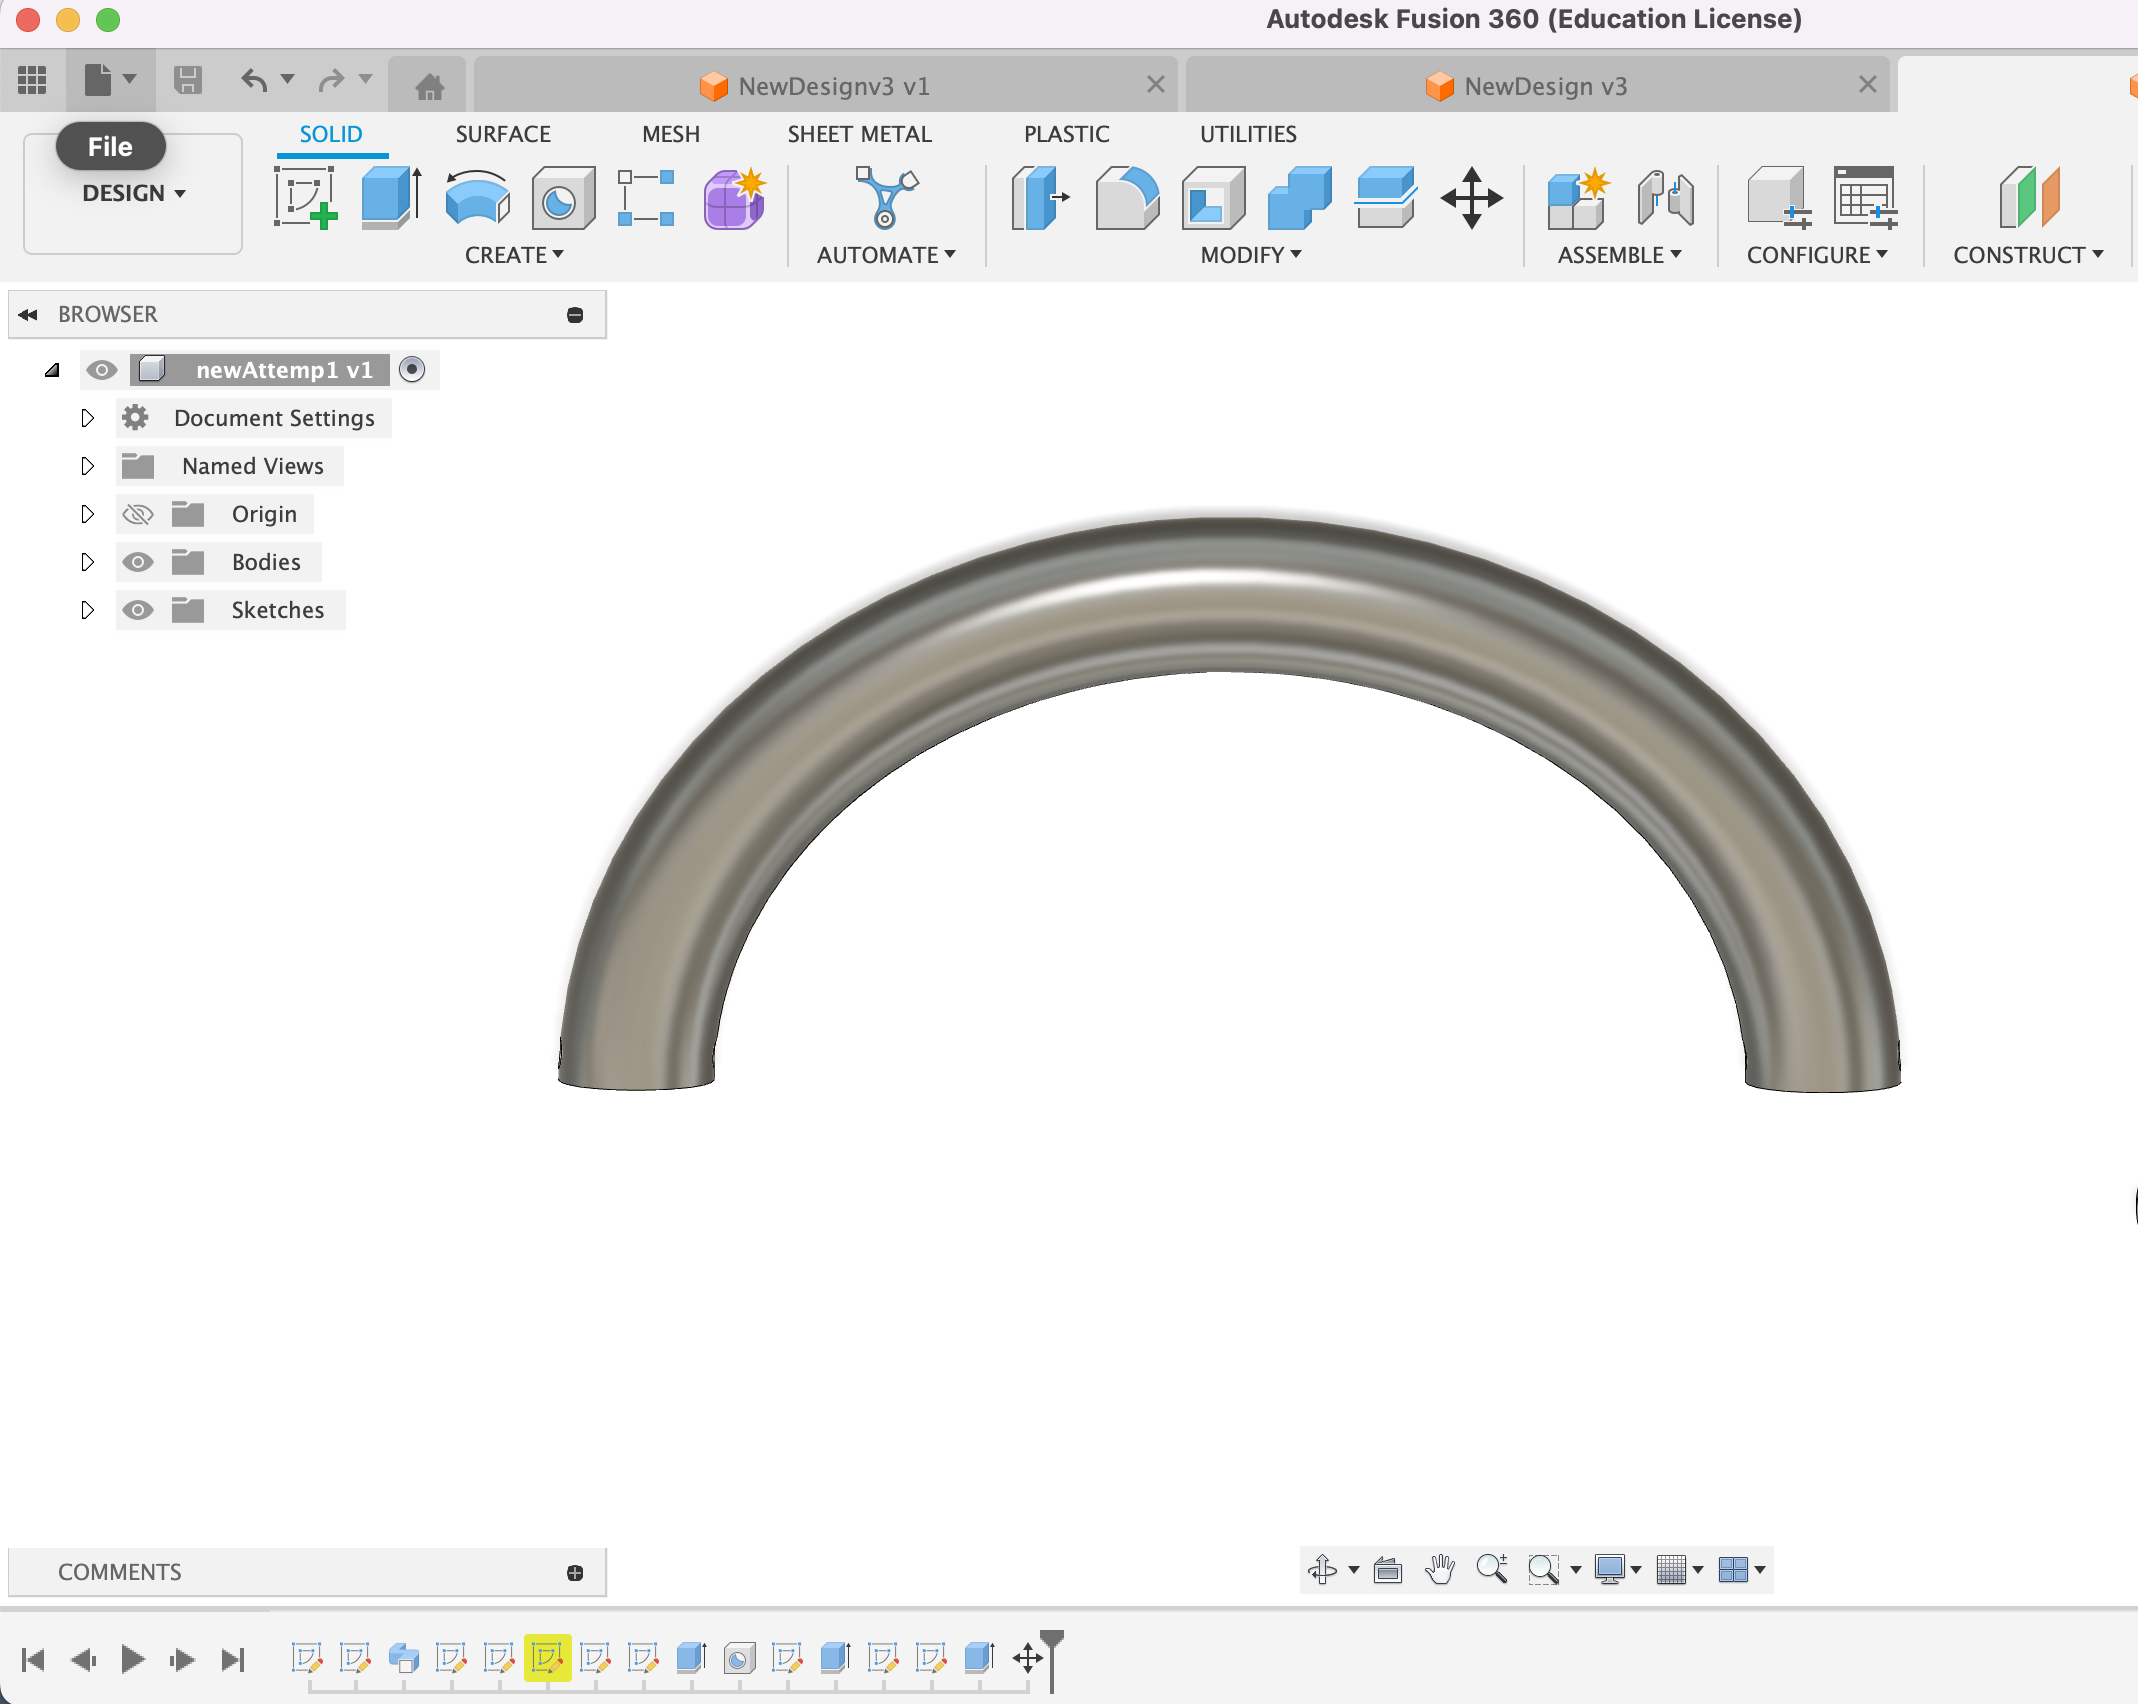 Autodesk Fusion 360 (Education License)
NewDesignv3 v1
NewDesign v3
File
DESIGN
SOLID
SURFACE
MESH
SHEET METAL
PLASTIC
UTILITIES
CREATE
AUTOMATE
MODIFY
ASSEMBLE
CONFIGURE
CONSTRUCT
BROWSER
newAttemp1 v1
Document Settings
Named Views
Origin
Bodies
Sketches
COMMENTS